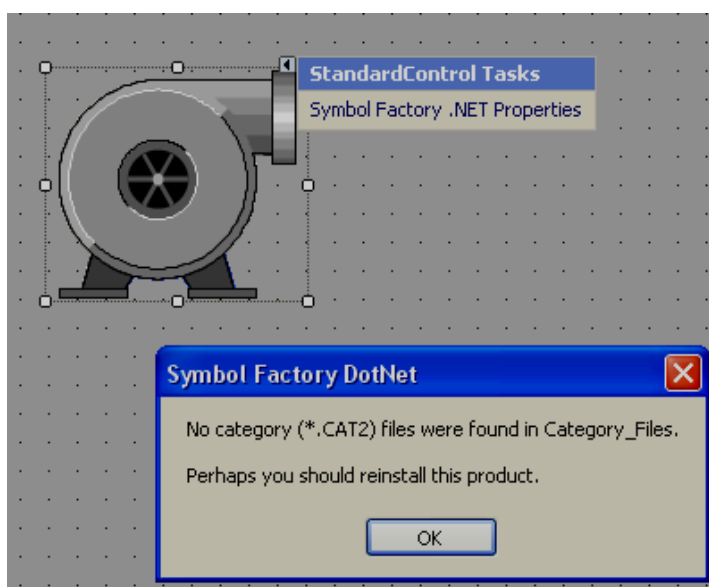 StandardControl Tasks
Symbol Factory .NET Properties
Symbol Factory DotNet
No category (*.CAT2) files were found in Category_Files.
Perhaps you should reinstall this product.
OK